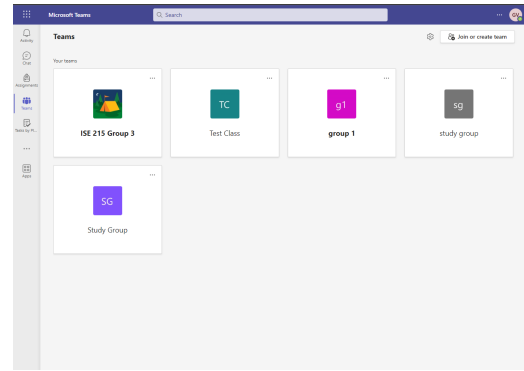 Microsoft Teams
Search
GV
Activity
Chat
Assignments
Teams
Apps
Teams
Join or create team
Your teams
ISE 215 Group 3
TC
Test Class
g1
group 1
sg
study group
SG
Study Group